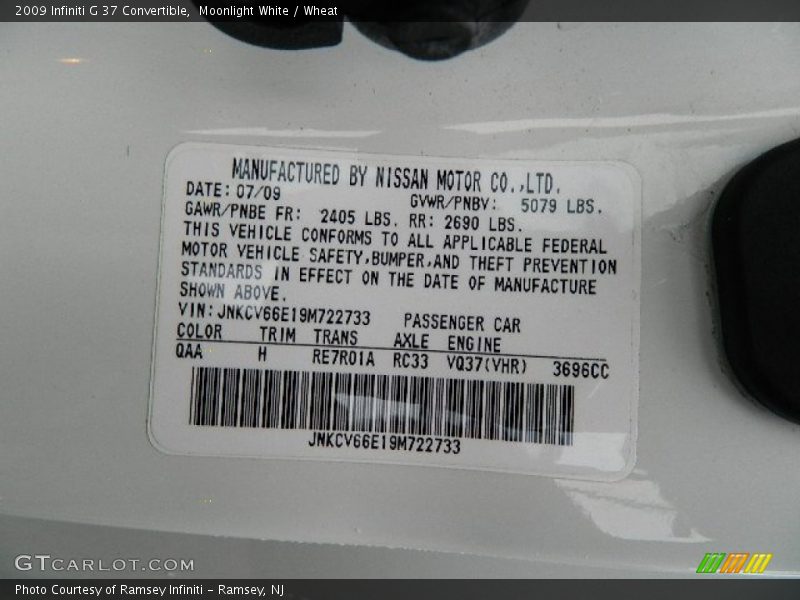 2009 Infiniti G 37 Convertible,  Moonlight White / Wheat
MANUFACTURED BY NISSAN MOTOR CO.,LTD.
DATE: 07/09 GVWR/PNBV: 5079 LBS.
GAWR/PNBE FR: 2405 LBS. RR: 2690 LBS.
THIS VEHICLE CONFORMS TO ALL APPLICABLE FEDERAL
MOTOR VEHICLE SAFETY,BUMPER,AND THEFT PREVENTION
STANDARDS IN EFFECT ON THE DATE OF MANUFACTURE
SHOWN ABOVE.
VIN: JNKCV66E19M722733 PASSENGER CAR
COLOR TRIM TRANS AXLE ENGINE
QAA H RE7R01A RC33 VQ37(VHR) 3696CC
JNKCV66E19M722733
GTCARLOT.COM
Photo Courtesy of Ramsey Infiniti - Ramsey, NJ